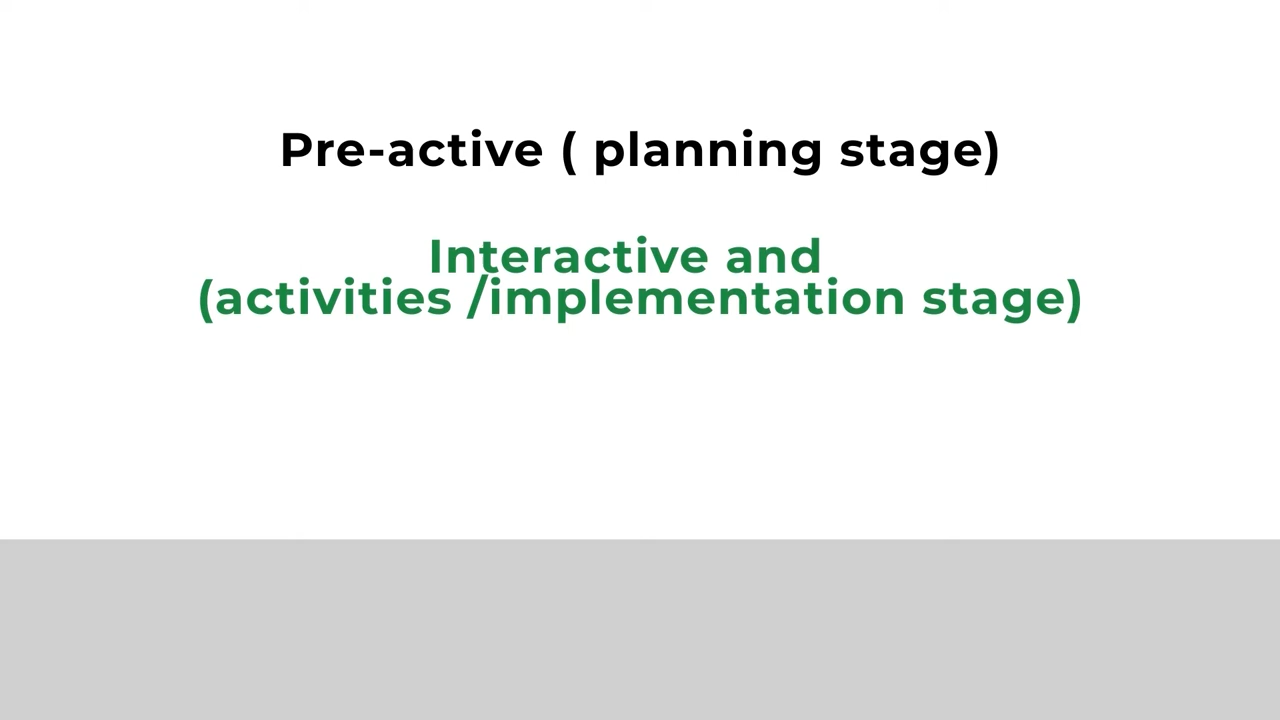 Pre-active ( planning stage)
Interactive and
(activities /implementation stage)